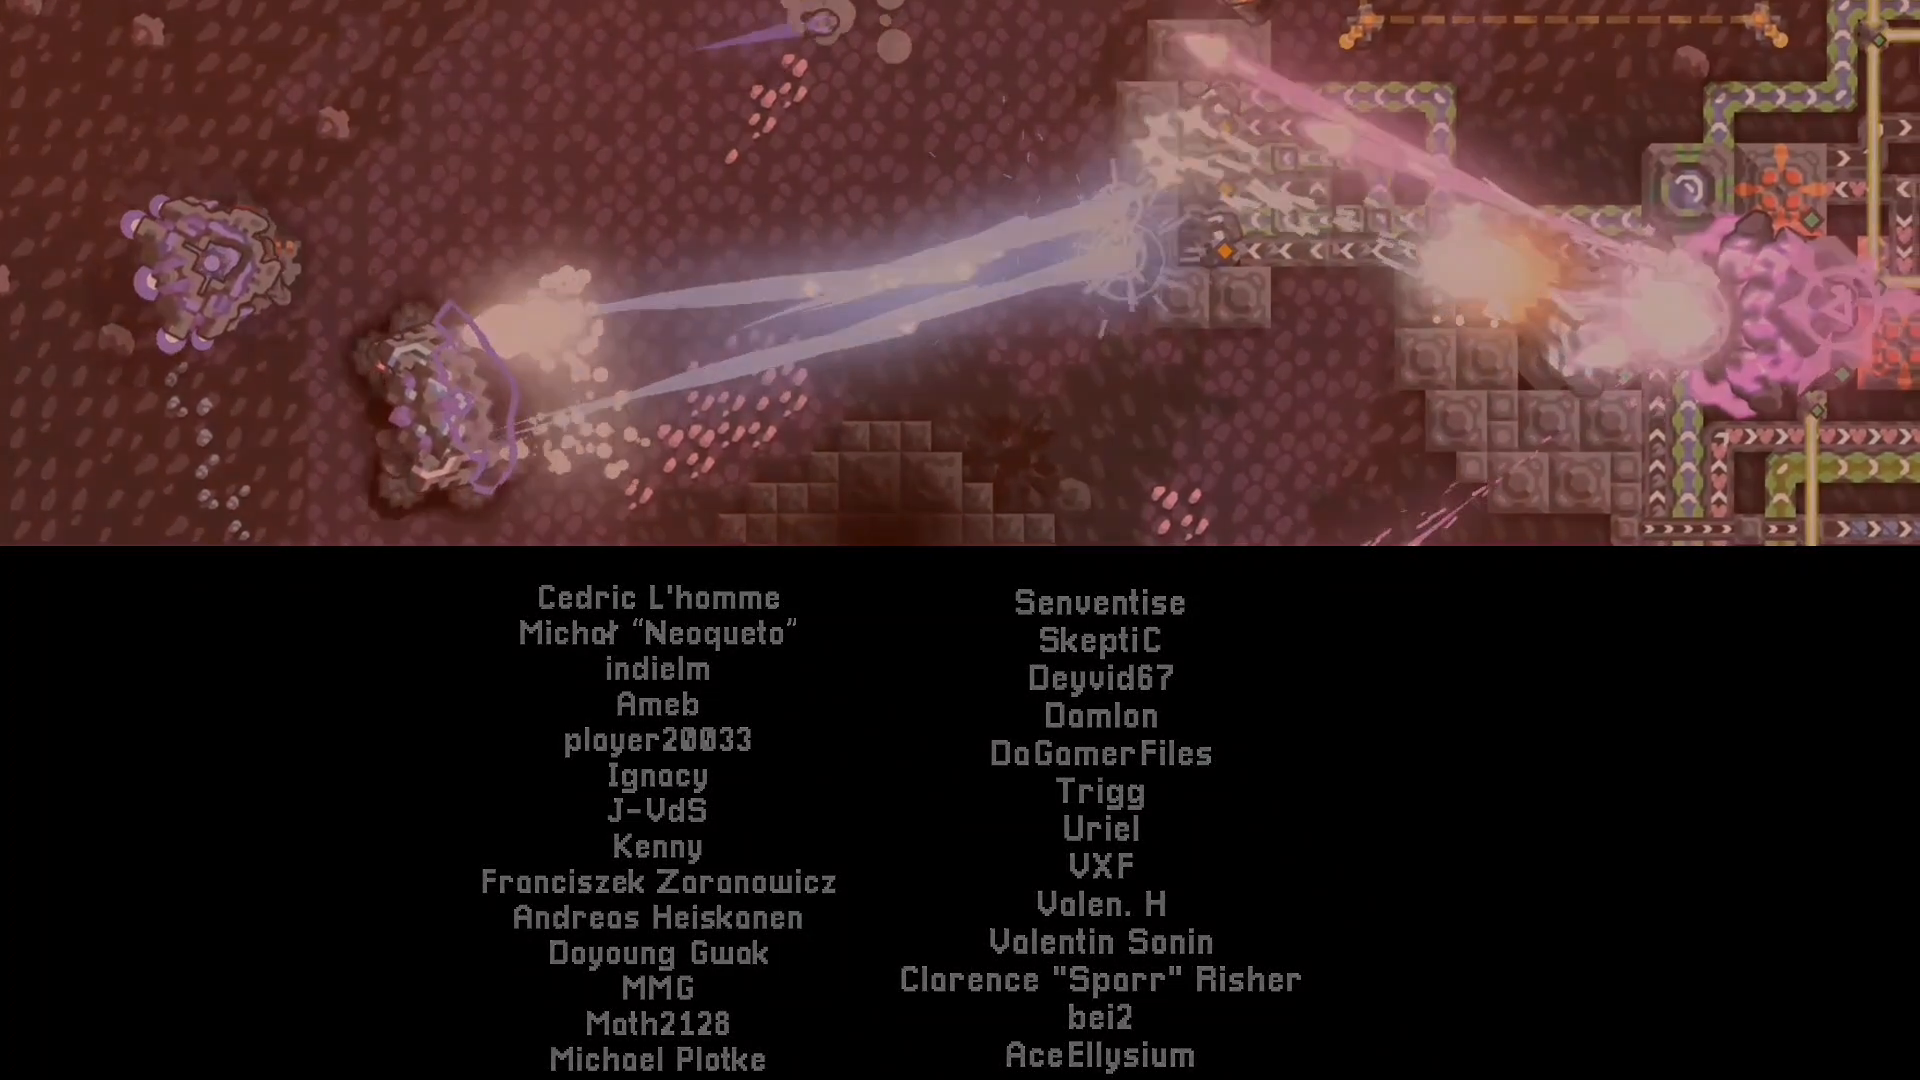 Cedric L'homme
Michał “Neoqueto”
indielm
Ameb
player20033
Ignacy
J-VdS
Kenny
Franciszek Zaranowicz
Andreas Heiskanen
Doyoung Gwak
MMG
Math2128
Michael Plotke
Senventise
SkeptiC
Deyvid67
Damlon
DaGamerFiles
Trigg
Uriel
VXF
Valen. H
Valentin Sonin
Clarence "Sparr" Risher
bei2
AceEllysium